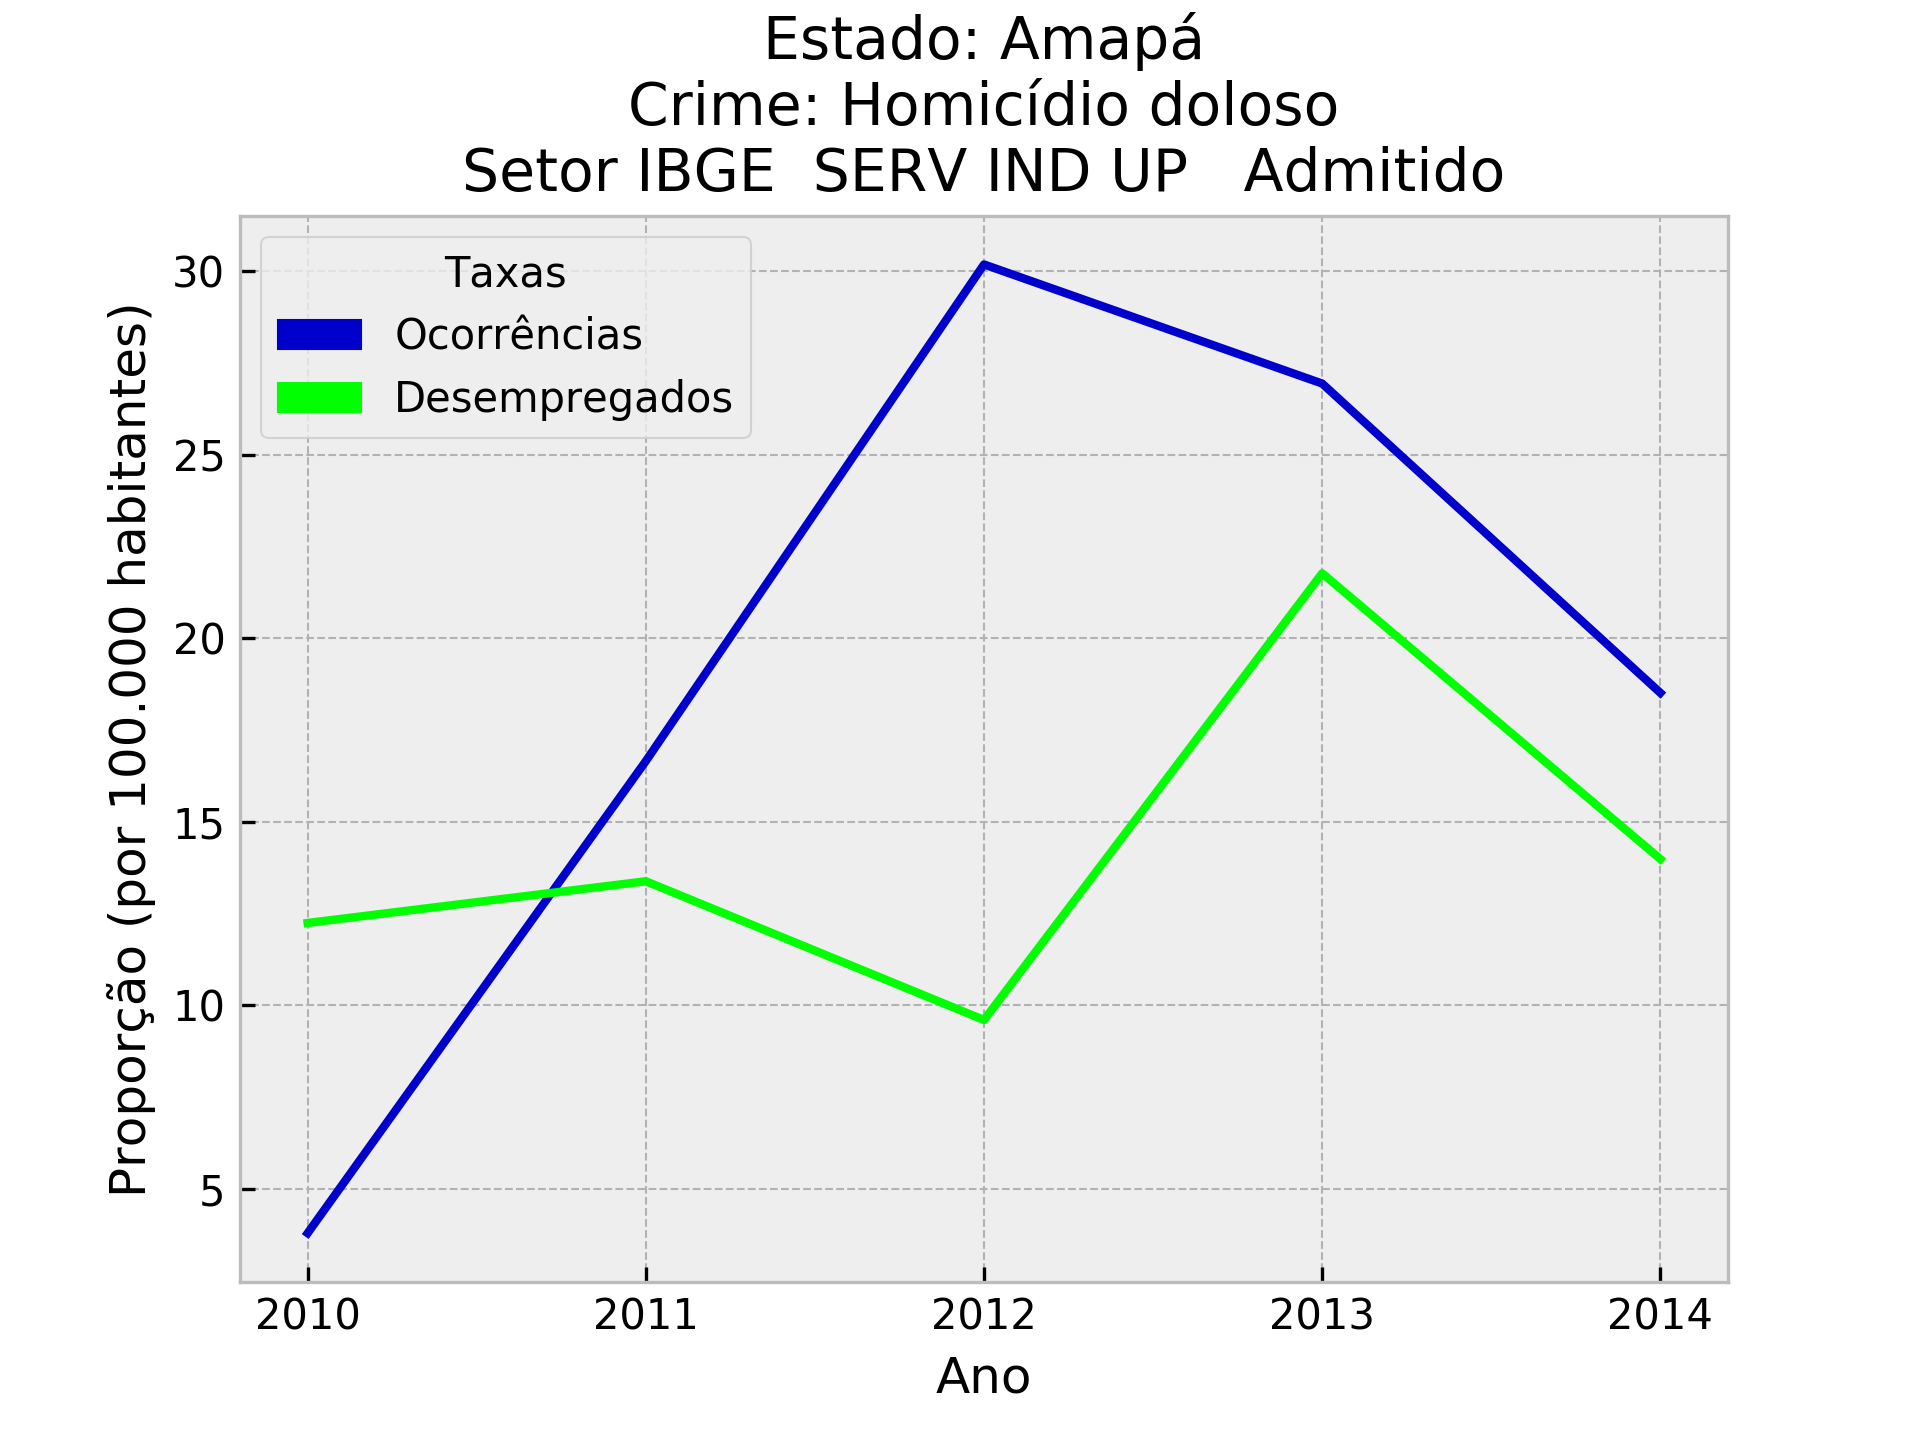 Estado: Amapá
Crime: Homicídio doloso
Setor IBGE  SERV IND UP   Admitido
Taxas
Ocorrências
Desempregados
Proporção (por 100.000 habitantes)
30
25
20
15
10
5
2010 2011 2012 2013 2014
Ano